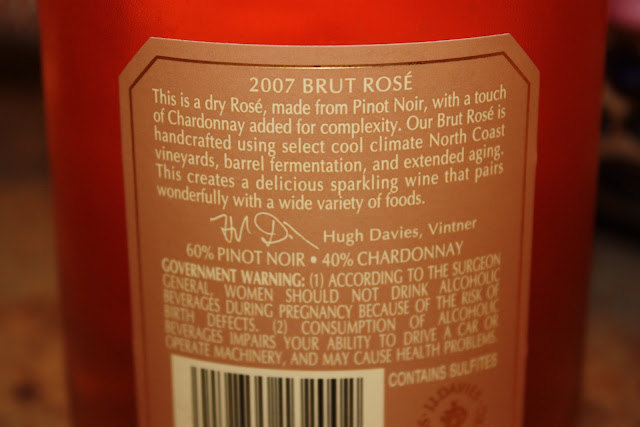 2007 BRUT ROSÉ
This is a dry Rosé, made from Pinot Noir, with a touch
of Chardonnay added for complexity. Our Brut Rosé is
handcrafted using select cool climate North Coast
vineyards, barrel fermentation, and extended aging.
This creates a delicious sparkling wine that pairs
wonderfully with a wide variety of foods.
Hugh Davies, Vintner
60% PINOT NOIR • 40% CHARDONNAY
GOVERNMENT WARNING: (1) ACCORDING TO THE SURGEON
GENERAL, WOMEN SHOULD NOT DRINK ALCOHOLIC
BEVERAGES DURING PREGNANCY BECAUSE OF THE RISK OF
BIRTH DEFECTS. (2) CONSUMPTION OF ALCOHOLIC
BEVERAGES IMPAIRS YOUR ABILITY TO DRIVE A CAR OR
OPERATE MACHINERY, AND MAY CAUSE HEALTH PROBLEMS.
CONTAINS SULFITES
DAVIES